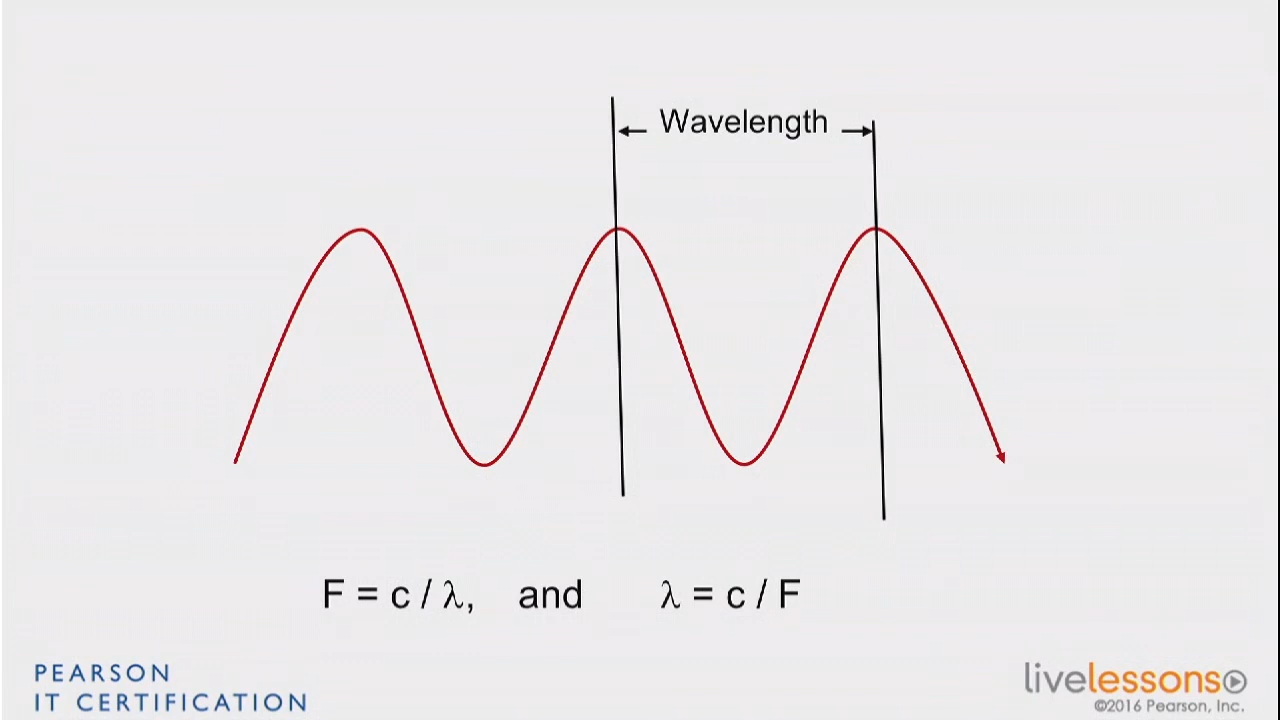 Wavelength
F = c / λ, and λ = c / F
PEARSON
IT CERTIFICATION
livelessons
©2016 Pearson, Inc.